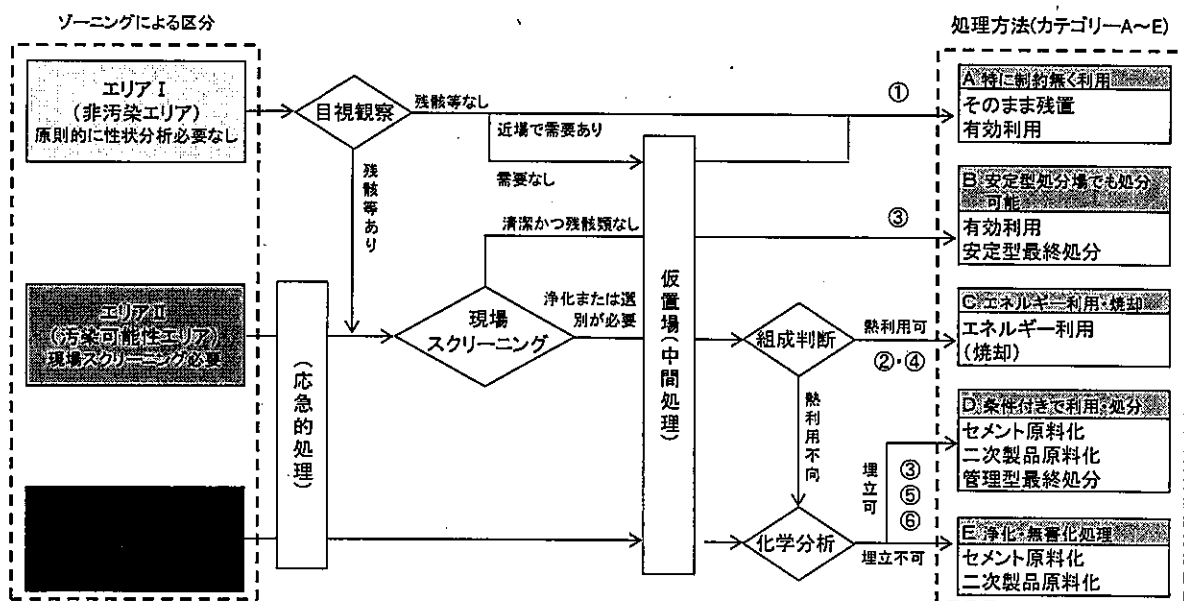 ゾーニングによる区分
処理方法(カテゴリーA～E)
エリアⅠ
(非汚染エリア)
原則的に性状分析必要なし
目視観察
残骸等なし
近場で需要あり
需要なし
①
A 特に制約無く利用
そのまま残置
有効利用
残骸等あり
清潔かつ残骸類なし
③
B 安定型処分場でも処分
可能
有効利用
安定型最終処分
エリアⅡ
(汚染可能性エリア)
現場スクリーニング必要
(応急的処理)
現場
スクリーニング
浄化または選
別が必要
仮置場(中間処理)
組成判断
熱利用可
②・④
C エネルギー利用・焼却
エネルギー利用
(焼却)
熱利用不向
埋立可
③
⑤
⑥
D 条件付きで利用・処分
セメント原料化
二次製品原料化
管理型最終処分
化学分析
埋立不可
E 浄化・無害化処理
セメント原料化
二次製品原料化